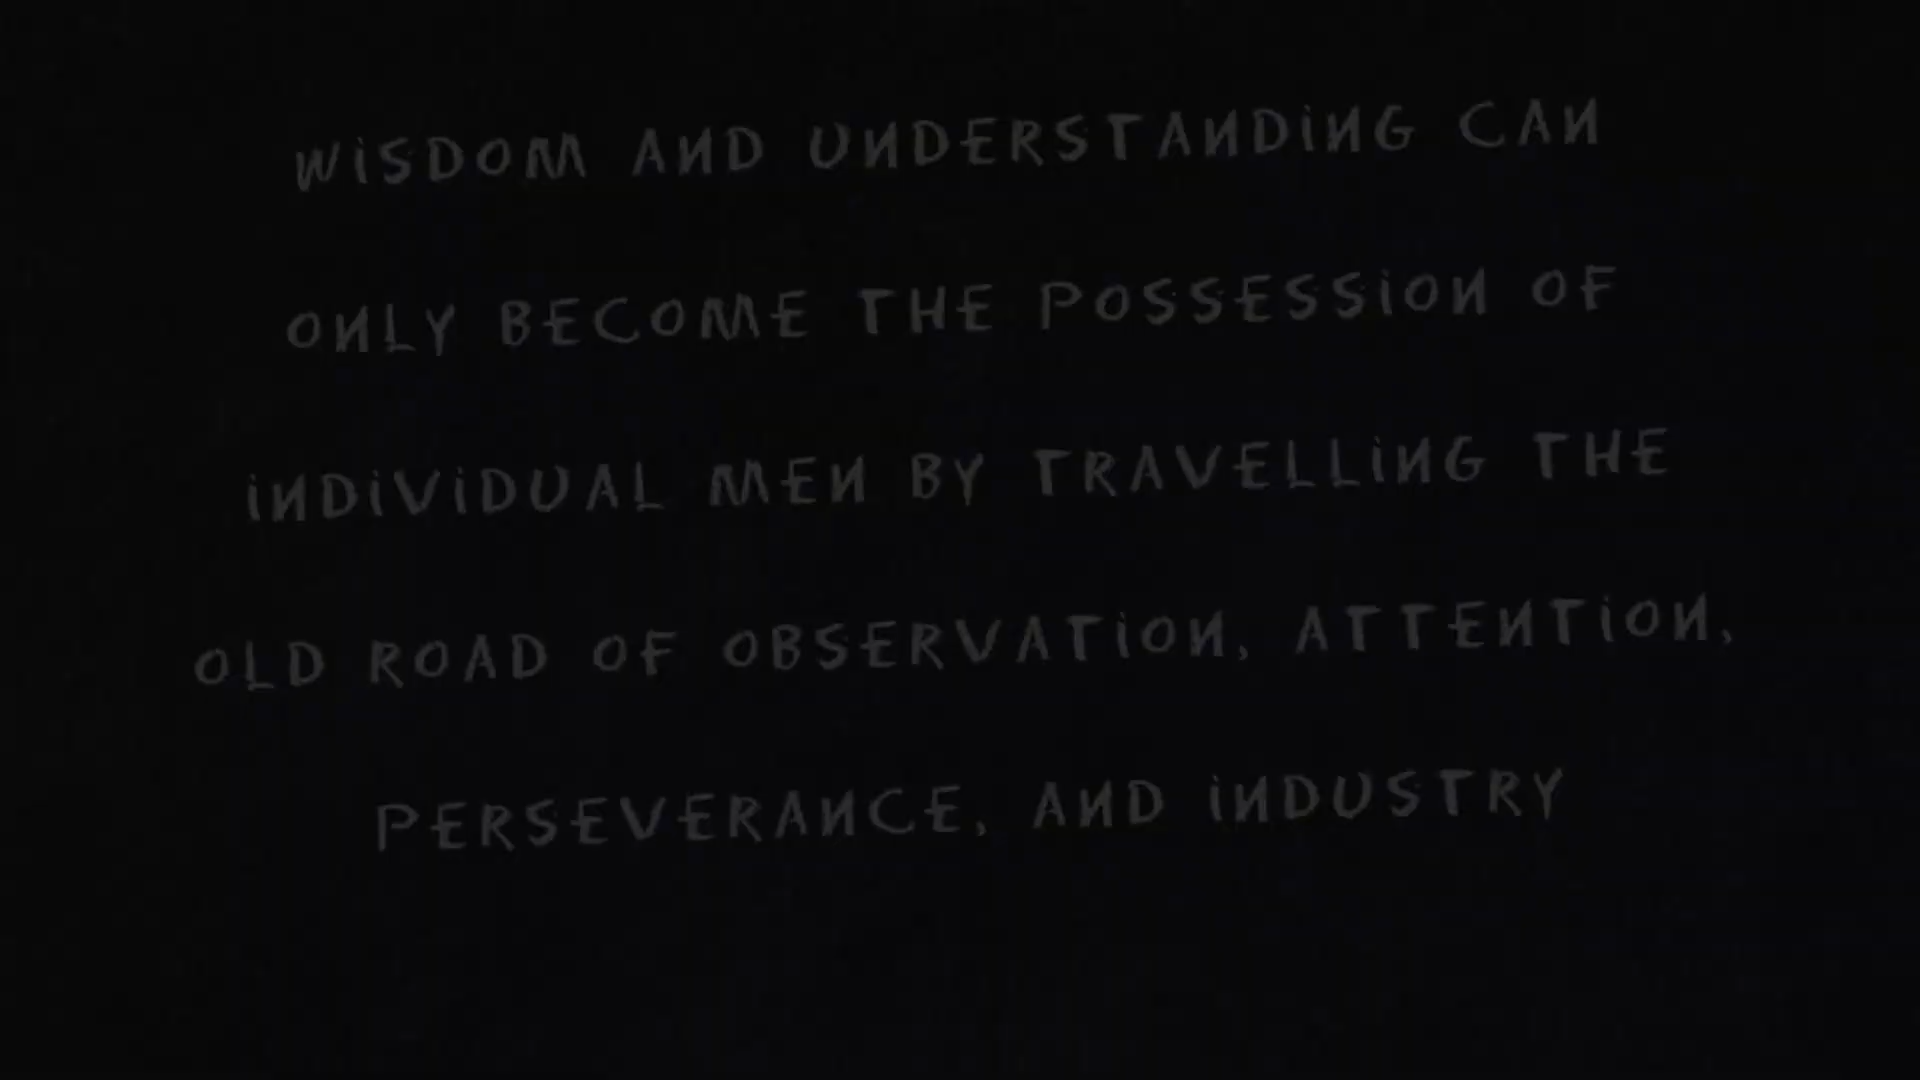 WiSDOM AND UNDERSTANDiNG CAN
ONLY BECOME THE POSSESSiON OF
iNDiViDUAL MEN BY TRAVELLiNG THE
OLD ROAD OF OBSERVATiON, ATTENTiON,
PERSEVERANCE, AND iNDUSTRY